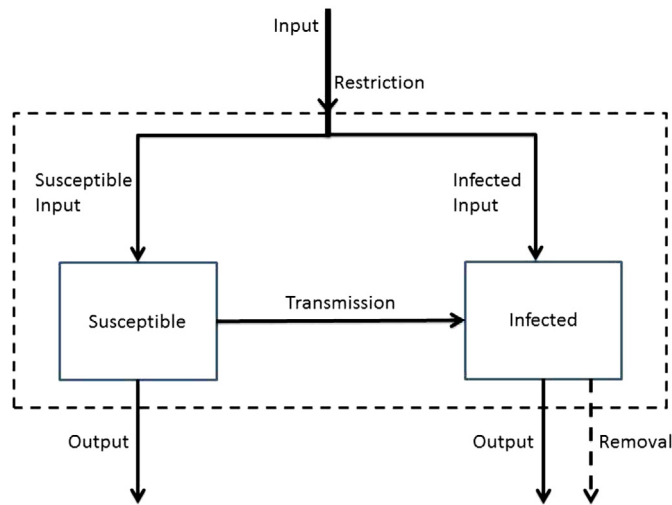 Input
Restriction
Susceptible
Input
Infected
Input
Transmission
Susceptible
Infected
Output
Output
Removal